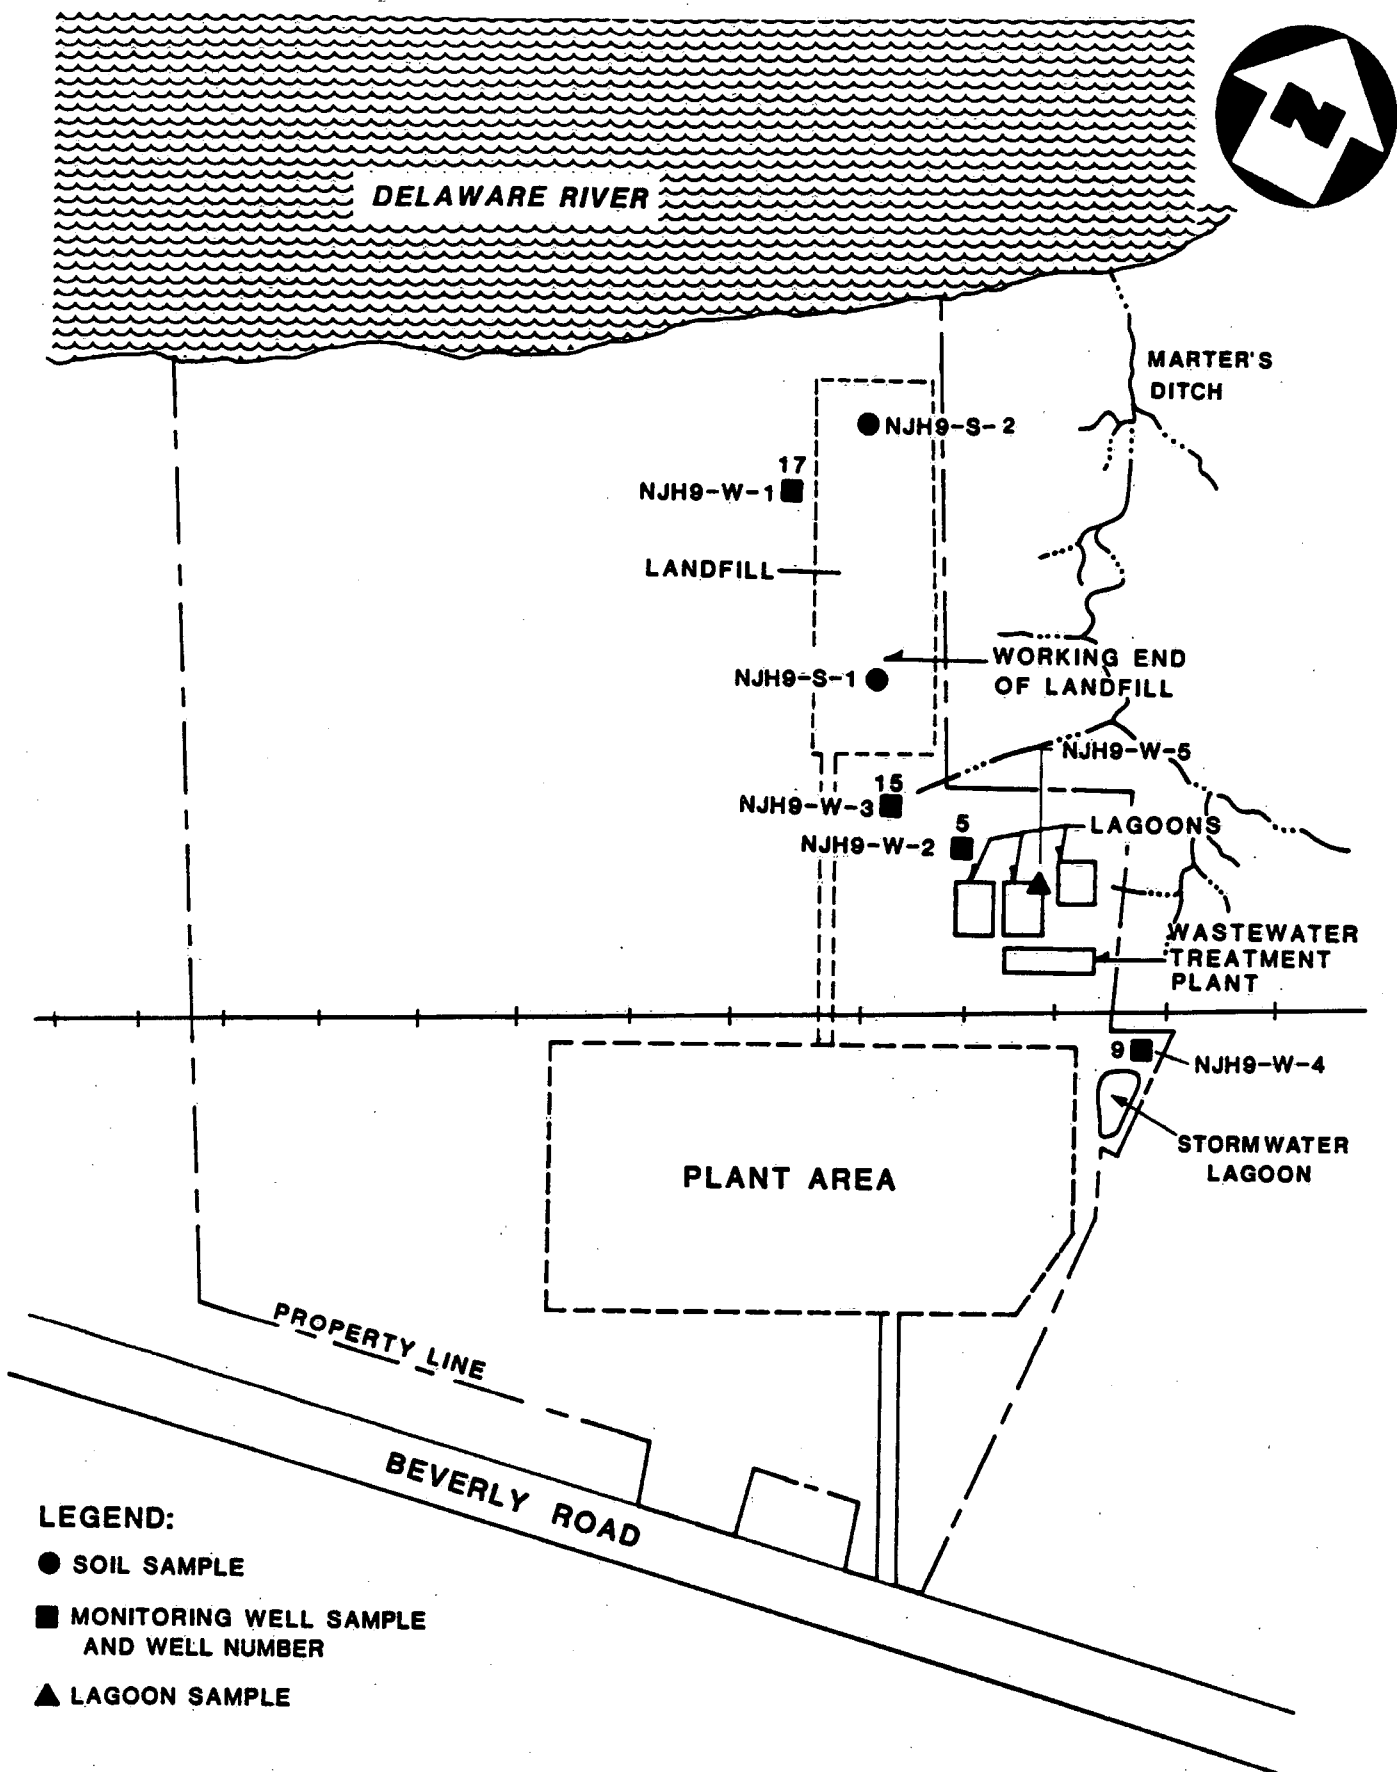 N
DELAWARE RIVER
MARTER'S
DITCH
NJH9-S-2
17
NJH9-W-1
LANDFILL
WORKING END
OF LANDFILL
NJH9-S-1
NJH9-W-5
15
NJH9-W-3
5
NJH9-W-2
LAGOONS
WASTEWATER
TREATMENT
PLANT
9
NJH9-W-4
STORMWATER
LAGOON
PLANT AREA
PROPERTY LINE
BEVERLY ROAD
LEGEND:
SOIL SAMPLE
MONITORING WELL SAMPLE
AND WELL NUMBER
LAGOON SAMPLE